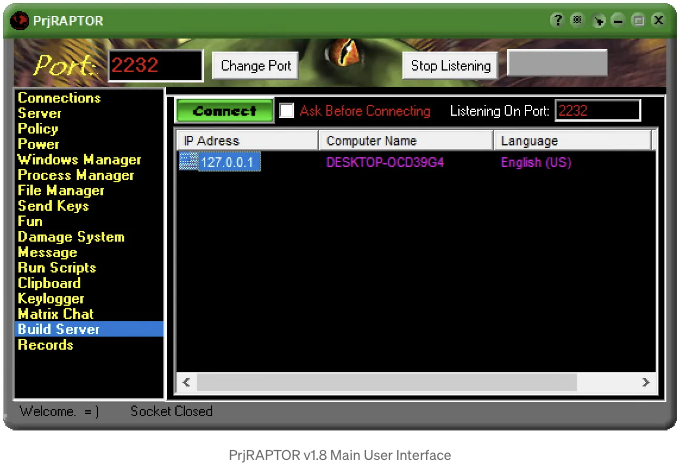 PrjRAPTOR
Port: 2232 Change Port Stop Listening
Connections
Server
Policy
Power
Windows Manager
Process Manager
File Manager
Send Keys
Fun
Damage System
Message
Run Scripts
Clipboard
Keylogger
Matrix Chat
Build Server
Records
Connect Ask Before Connecting Listening On Port: 2232
IP Adress Computer Name Language
127.0.0.1 DESKTOP-OCD39G4 English (US)
Welcome. =) Socket Closed
PrjRAPTOR v1.8 Main User Interface